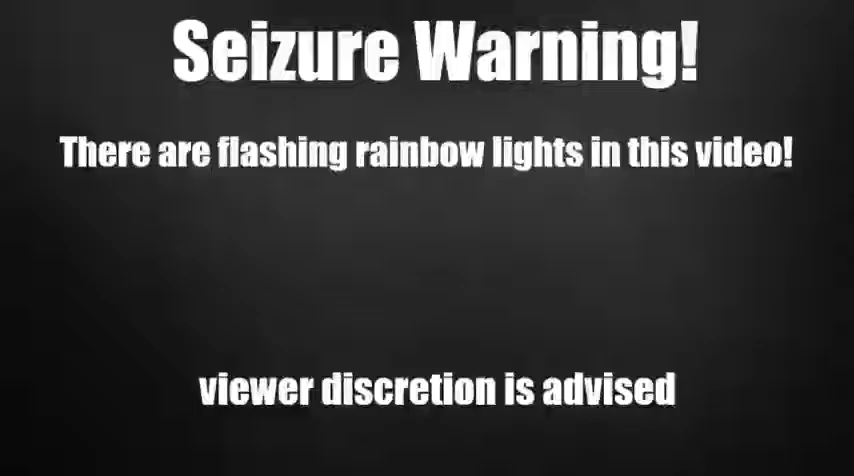 Seizure Warning!
There are flashing rainbow lights in this video!
viewer discretion is advised